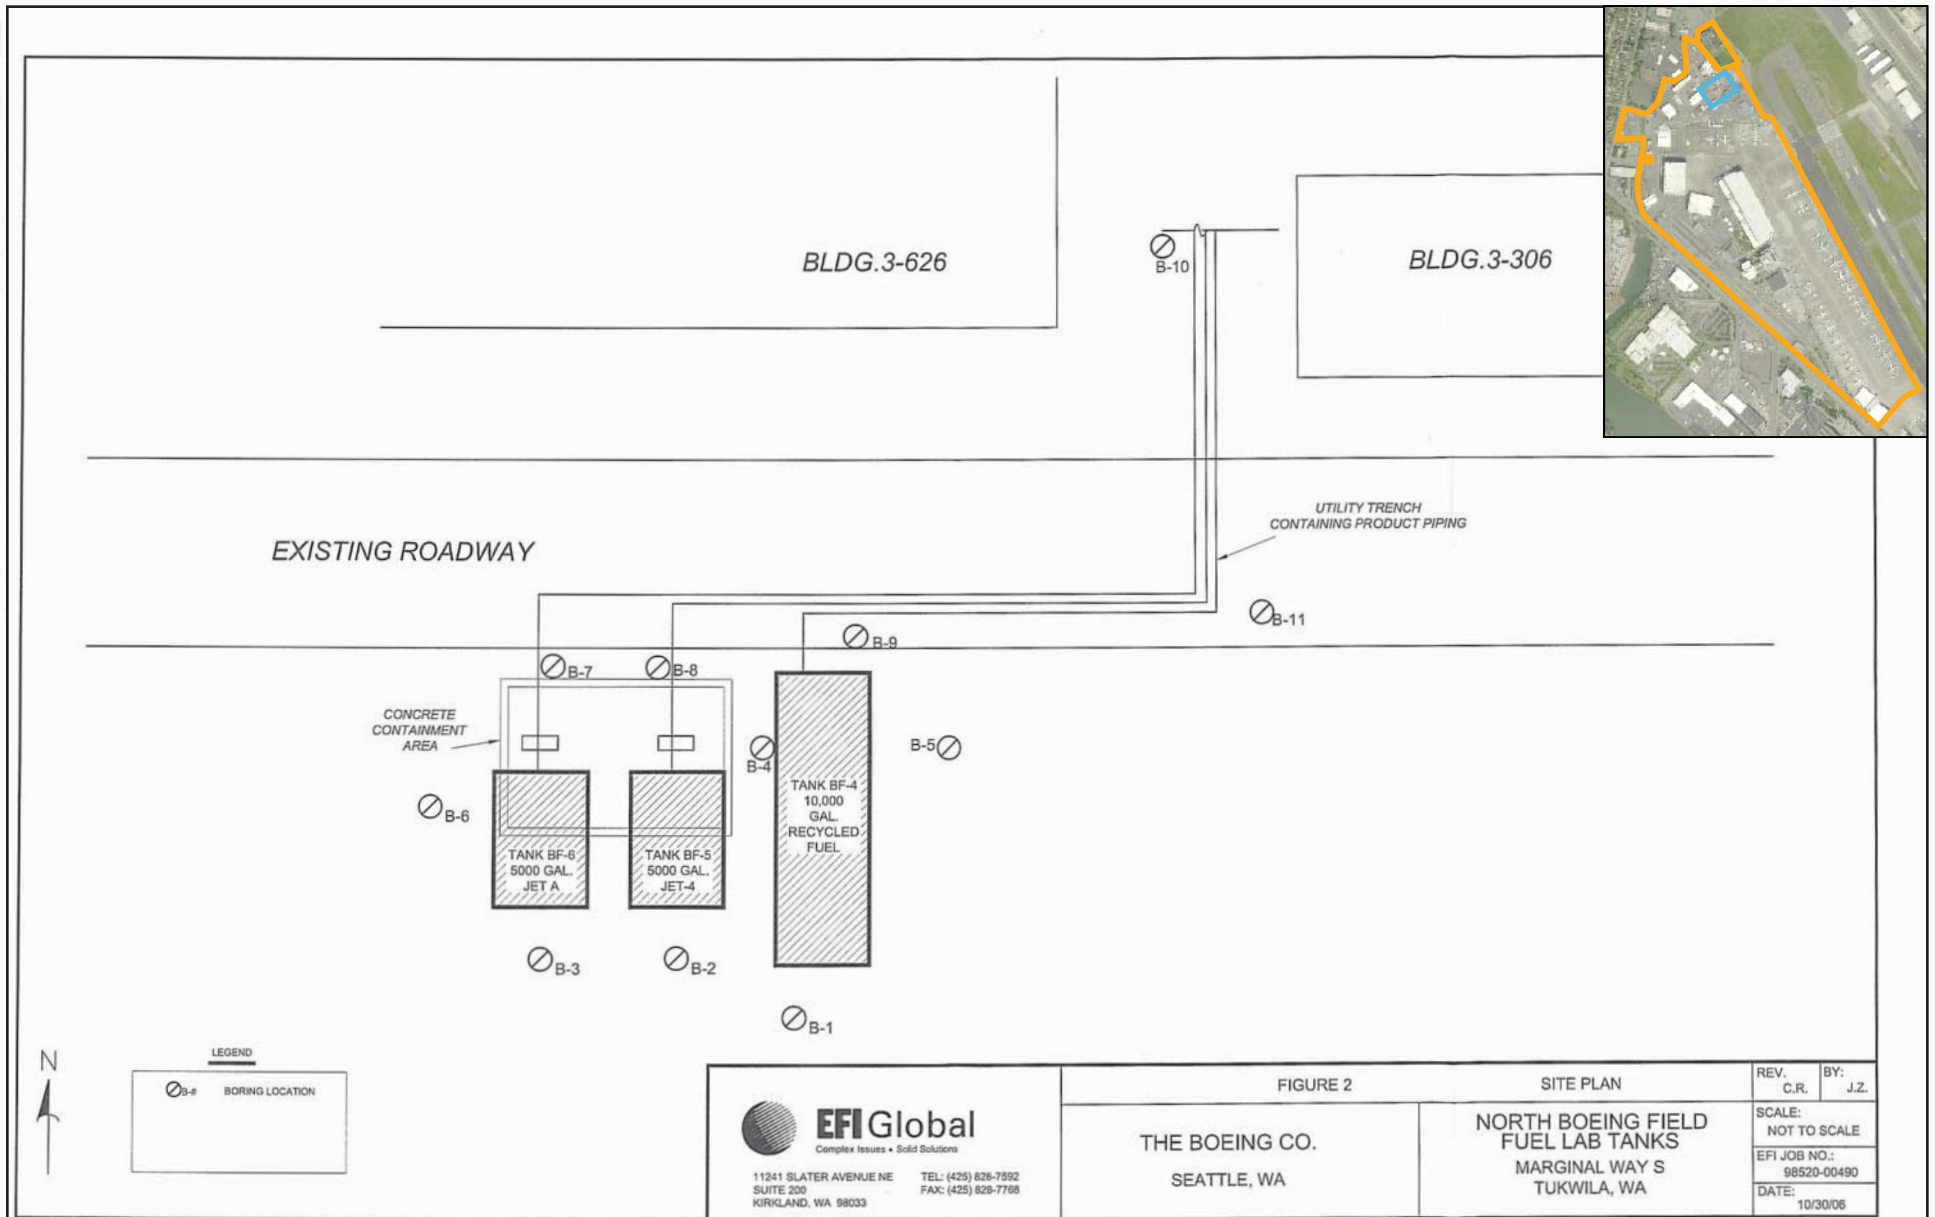 BLDG.3-626
B-10
BLDG.3-306
UTILITY TRENCH
CONTAINING PRODUCT PIPING
EXISTING ROADWAY
B-11
B-9
B-7
B-8
CONCRETE
CONTAINMENT
AREA
B-4
B-5
B-6
TANK BF-6
5000 GAL.
JET A
TANK BF-5
5000 GAL.
JET-4
TANK BF-4
10,000
GAL.
RECYCLED
FUEL
B-3
B-2
B-1
N
LEGEND
B-#
BORING LOCATION
EFI Global
Complex Issues • Solid Solutions
11241 SLATER AVENUE NE
SUITE 200
KIRKLAND, WA 98033
TEL: (425) 828-7592
FAX: (425) 828-7768
FIGURE 2
SITE PLAN
THE BOEING CO.
SEATTLE, WA
NORTH BOEING FIELD
FUEL LAB TANKS
MARGINAL WAY S
TUKWILA, WA
REV.
C.R.
BY:
J.Z.
SCALE:
NOT TO SCALE
EFI JOB NO.:
98520-00490
DATE:
10/30/06